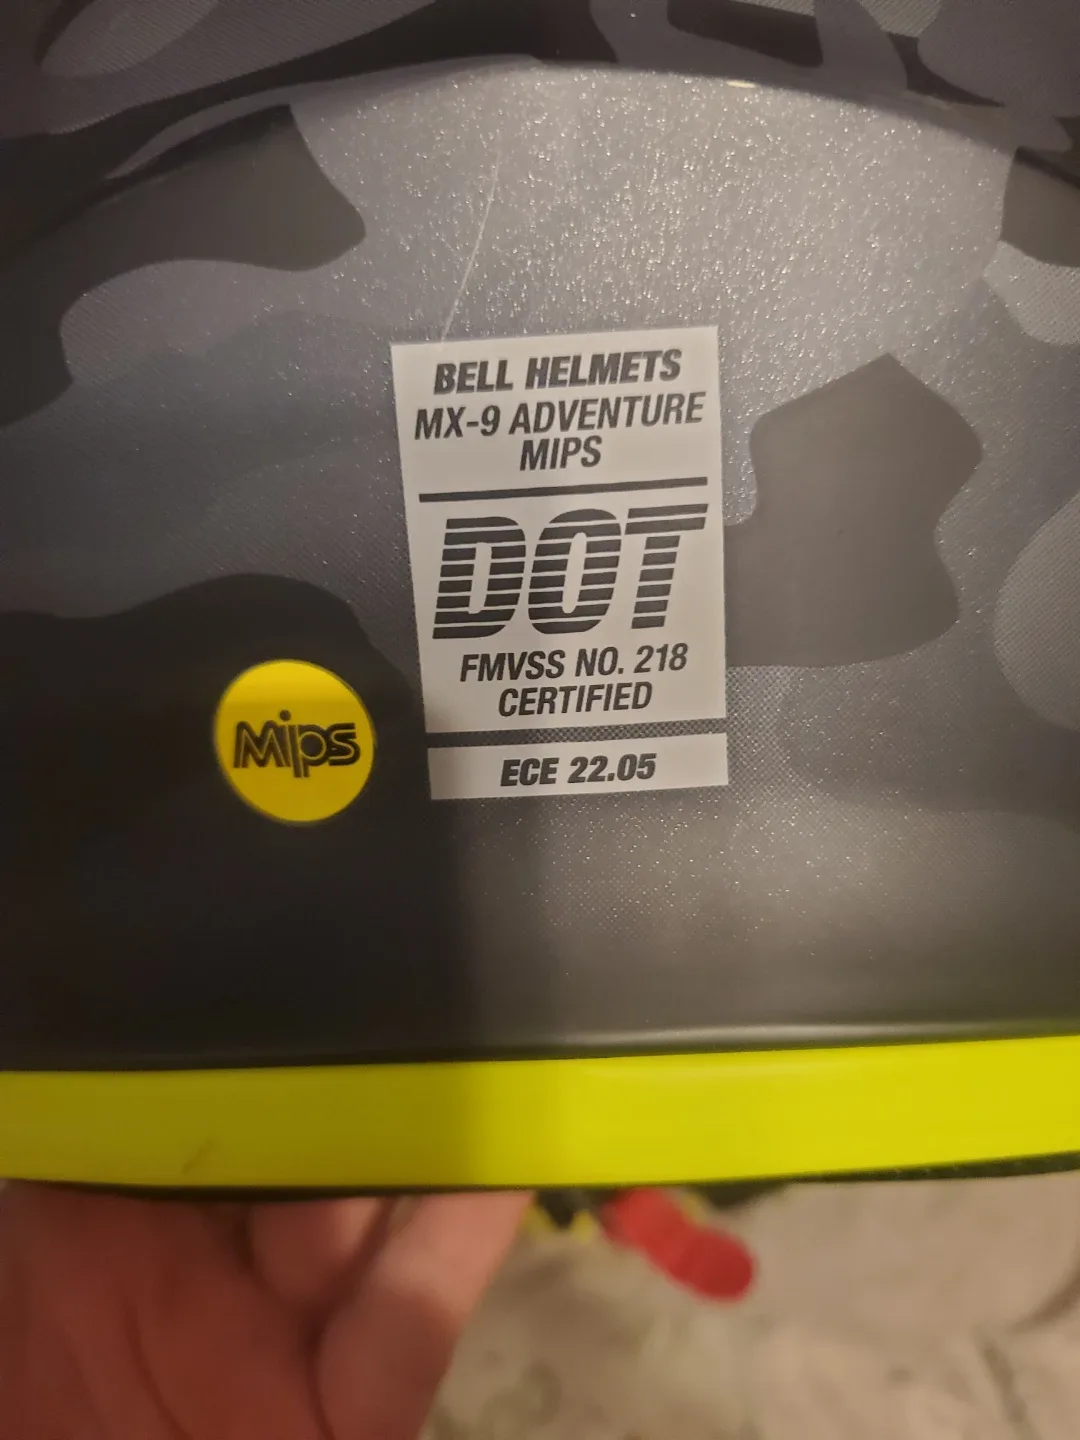 BELL HELMETS
MX-9 ADVENTURE
MIPS
DOT
FMVSS NO. 218
CERTIFIED
Mips
ECE 22.05